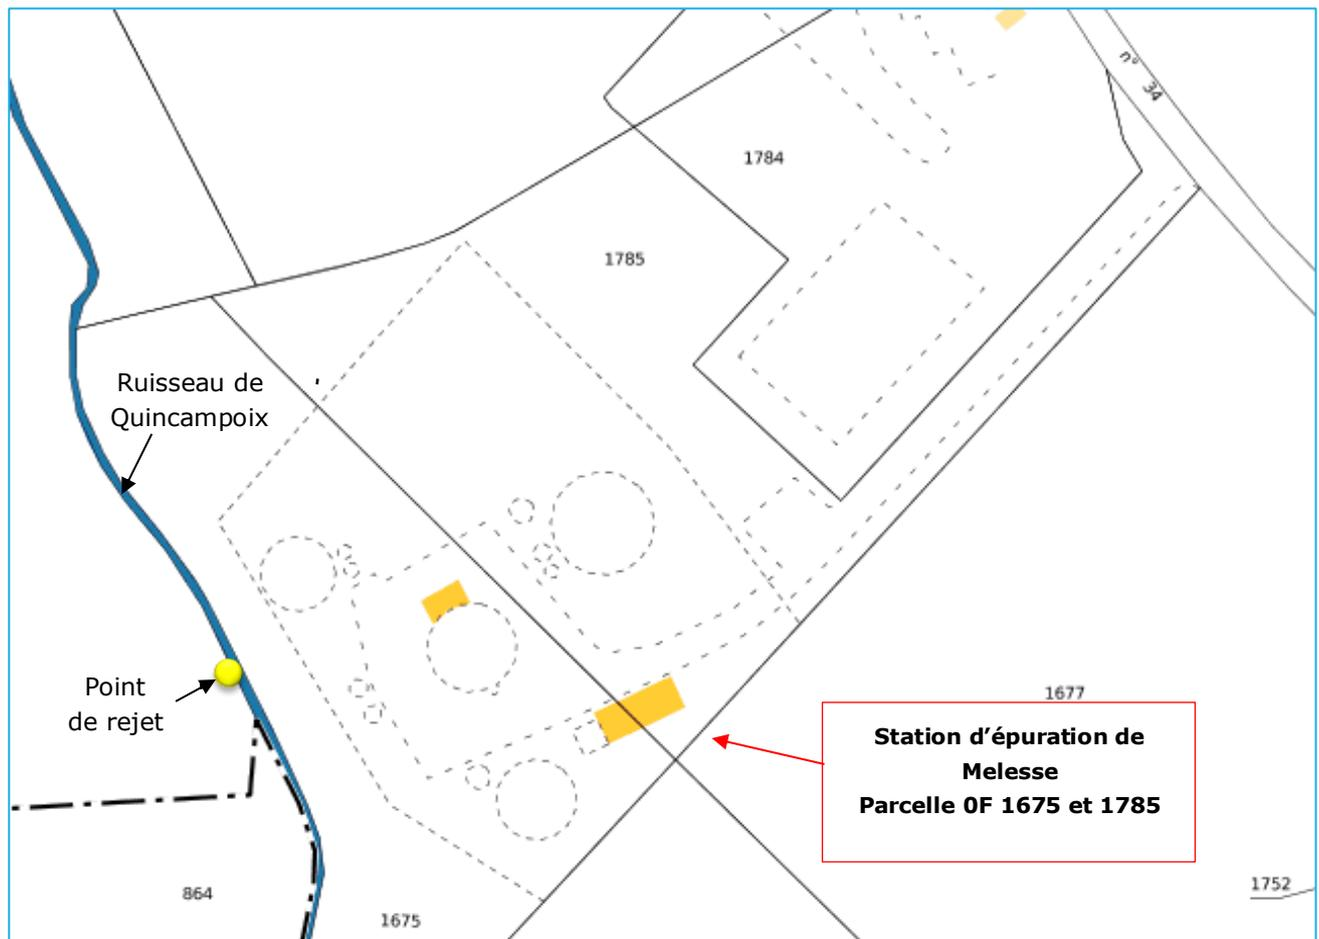 n° 34
1784
1785
Ruisseau de
Quincampoix
Point
de rejet
1677
Station d’épuration de
Melesse
Parcelle 0F 1675 et 1785
864
1675
1752